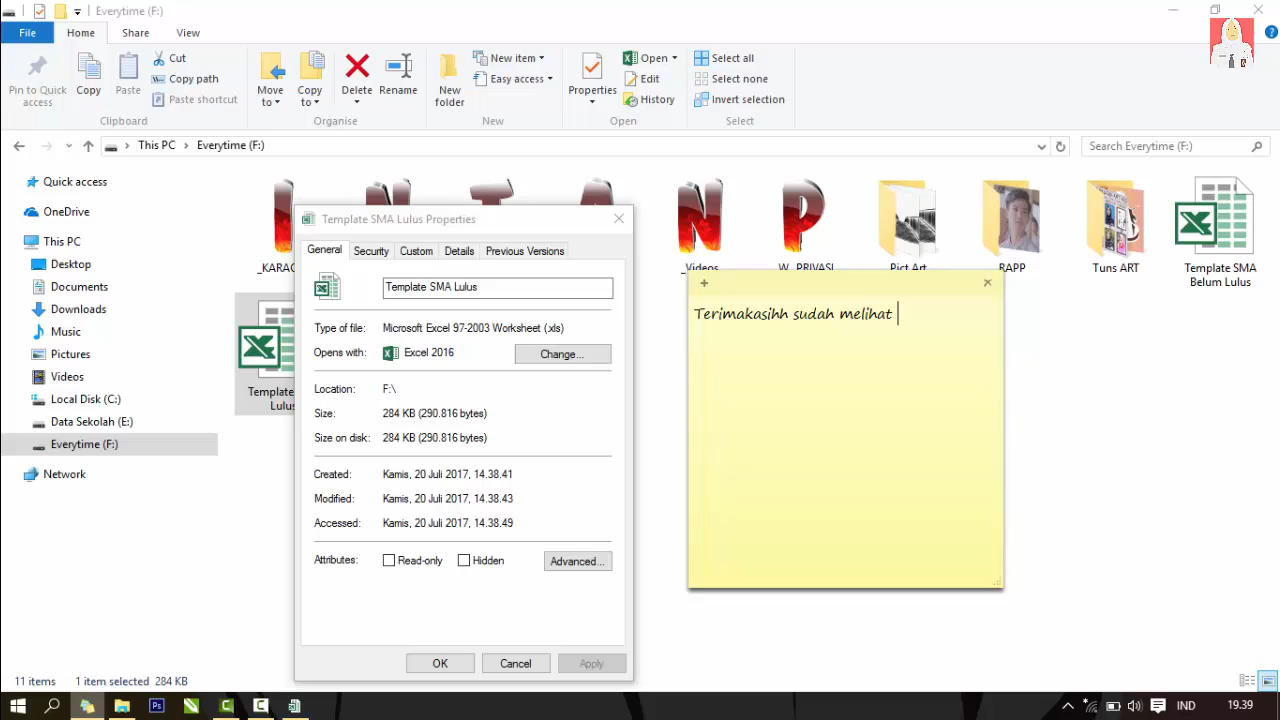 Everytime (F:)
File
Home
Share
View
Pin to Quick access
Copy
Paste
Cut
Copy path
Paste shortcut
Clipboard
Move to
Copy to
Delete
Rename
Organise
New folder
New item
Easy access
New
Properties
Open
Edit
History
Open
Select all
Select none
Invert selection
Select
This PC
Everytime (F:)
Search Everytime (F:)
Quick access
OneDrive
This PC
Desktop
Documents
Downloads
Music
Pictures
Videos
Local Disk (C:)
Data Sekolah (E:)
Everytime (F:)
Network
_Videos
W_PRIVASI
Pict Art
RAPP
Tuns ART
Template SMA
Belum Lulus
Lulus
Template SMA Lulus Properties
General
Security
Custom
Details
Previous Versions
Template SMA Lulus
Type of file: Microsoft Excel 97-2003 Worksheet (.xls)
Opens with: Excel 2016
Change...
Location: F:\
Size: 284 KB (290.816 bytes)
Size on disk: 284 KB (290.816 bytes)
Created: Kamis, 20 Juli 2017, 14.38.41
Modified: Kamis, 20 Juli 2017, 14.38.43
Accessed: Kamis, 20 Juli 2017, 14.38.49
Attributes: Read-only Hidden
Advanced...
OK
Cancel
Apply
Terimakasihh sudah melihat
11 items 1 item selected 284 KB
IND
19.39